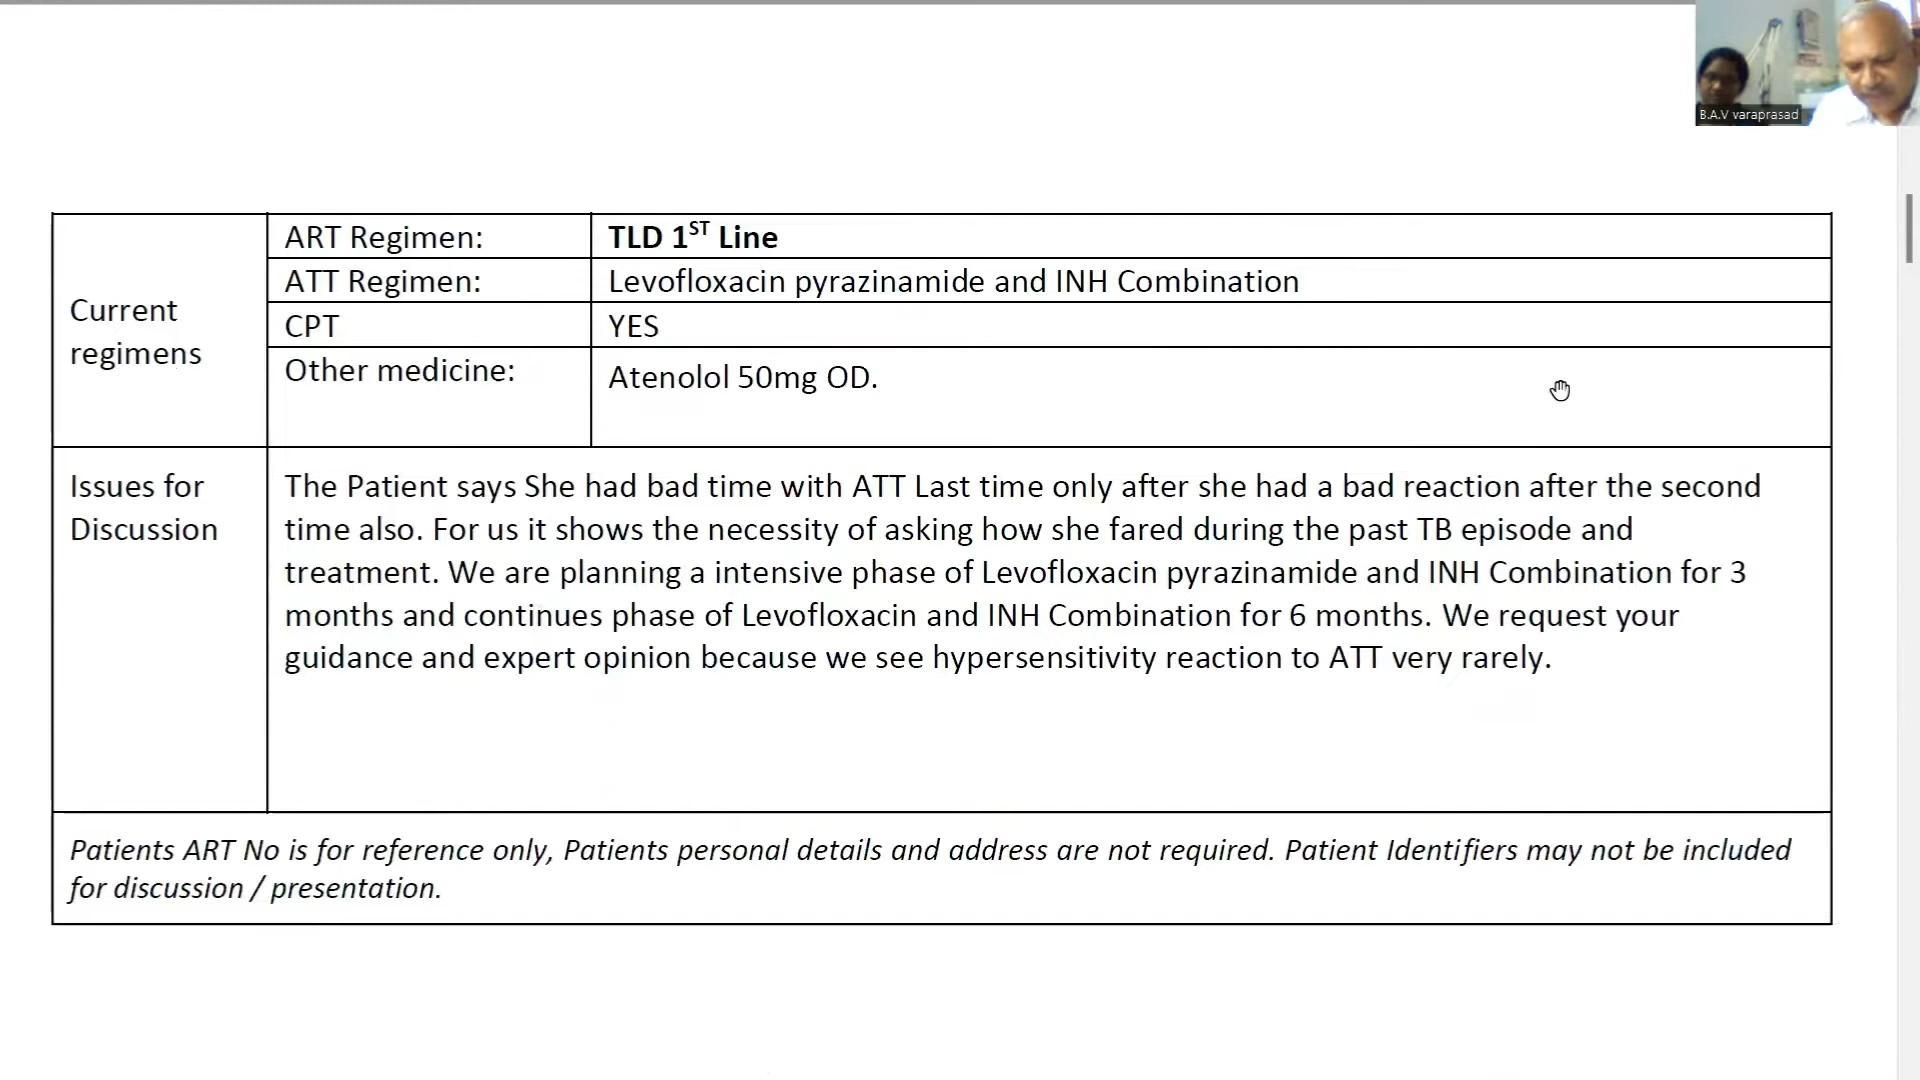 B.A.V varaprasad
Current
regimens
ART Regimen:
TLD 1ST Line
ATT Regimen:
Levofloxacin pyrazinamide and INH Combination
CPT
YES
Other medicine:
Atenolol 50mg OD.
Issues for
Discussion
The Patient says She had bad time with ATT Last time only after she had a bad reaction after the second
time also. For us it shows the necessity of asking how she fared during the past TB episode and
treatment. We are planning a intensive phase of Levofloxacin pyrazinamide and INH Combination for 3
months and continues phase of Levofloxacin and INH Combination for 6 months. We request your
guidance and expert opinion because we see hypersensitivity reaction to ATT very rarely.
Patients ART No is for reference only, Patients personal details and address are not required. Patient Identifiers may not be included
for discussion / presentation.